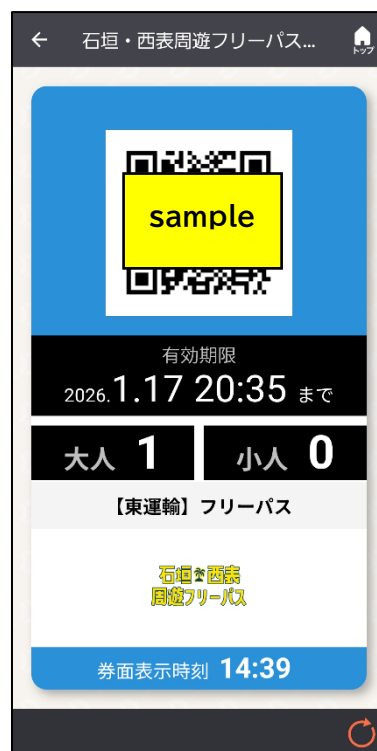 石垣・西表周遊フリーパス...
トップ
sample
有効期限
2026.1.17 20:35 まで
大人 1 小人 0
【東運輸】フリーパス
石垣西表
周遊フリーパス
券面表示時刻 14:39